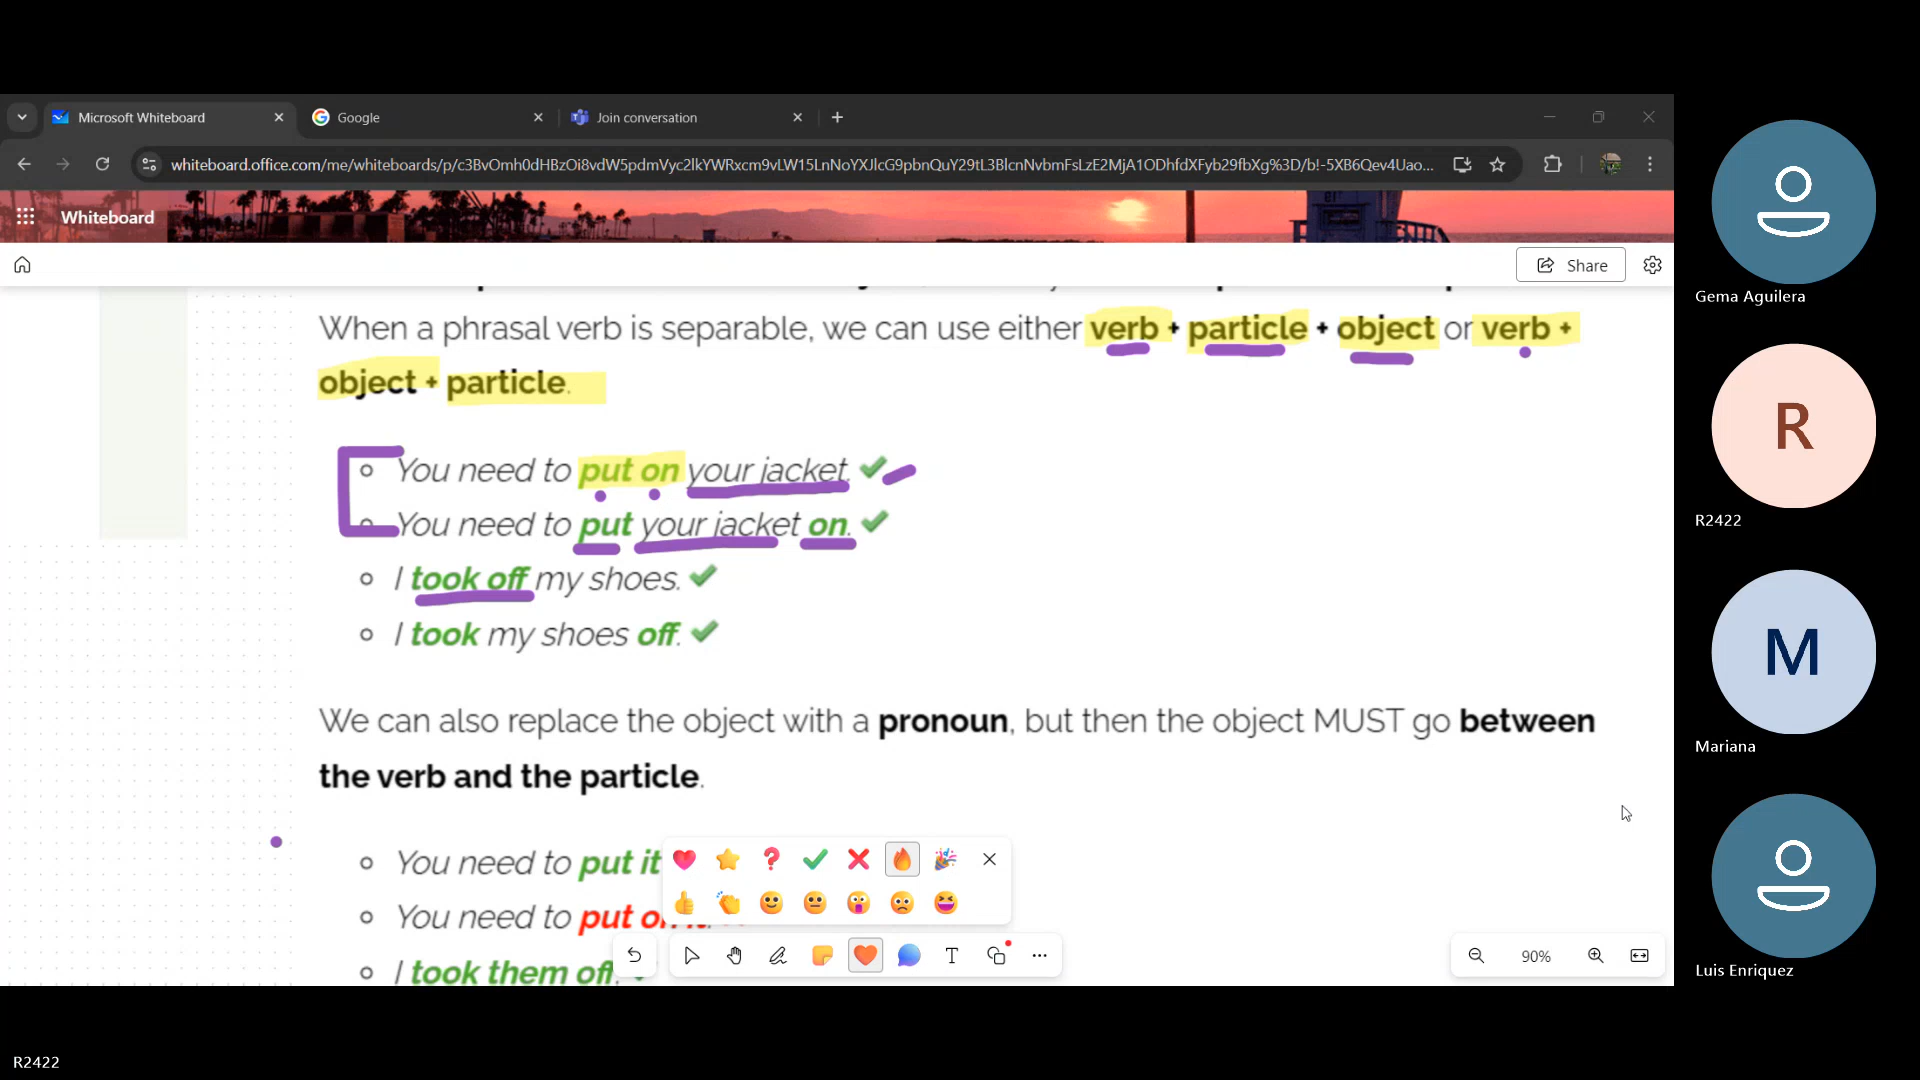 Microsoft Whiteboard
Google
Join conversation
whiteboard.office.com/me/whiteboards/p/c3BvOmh0dHBzOi8vdW5pdmVyc2lkYWRxcm9vLW15LnNoYXJlcG9pbnQuY29tL3BlcnNvbmFsLzE2MjA1ODhfdXFyb29fbXg%3D/b!-5XB6Qev4Uao...
Whiteboard
Share
When a phrasal verb is separable, we can use either verb + particle + object or verb +
object + particle.
You need to put on your jacket.
You need to put your jacket on.
I took off my shoes.
I took my shoes off.
We can also replace the object with a pronoun, but then the object MUST go between
the verb and the particle.
You need to put it
You need to put on it.
I took them off.
90%
Gema Aguilera
R
R2422
M
Mariana
Luis Enriquez
R2422